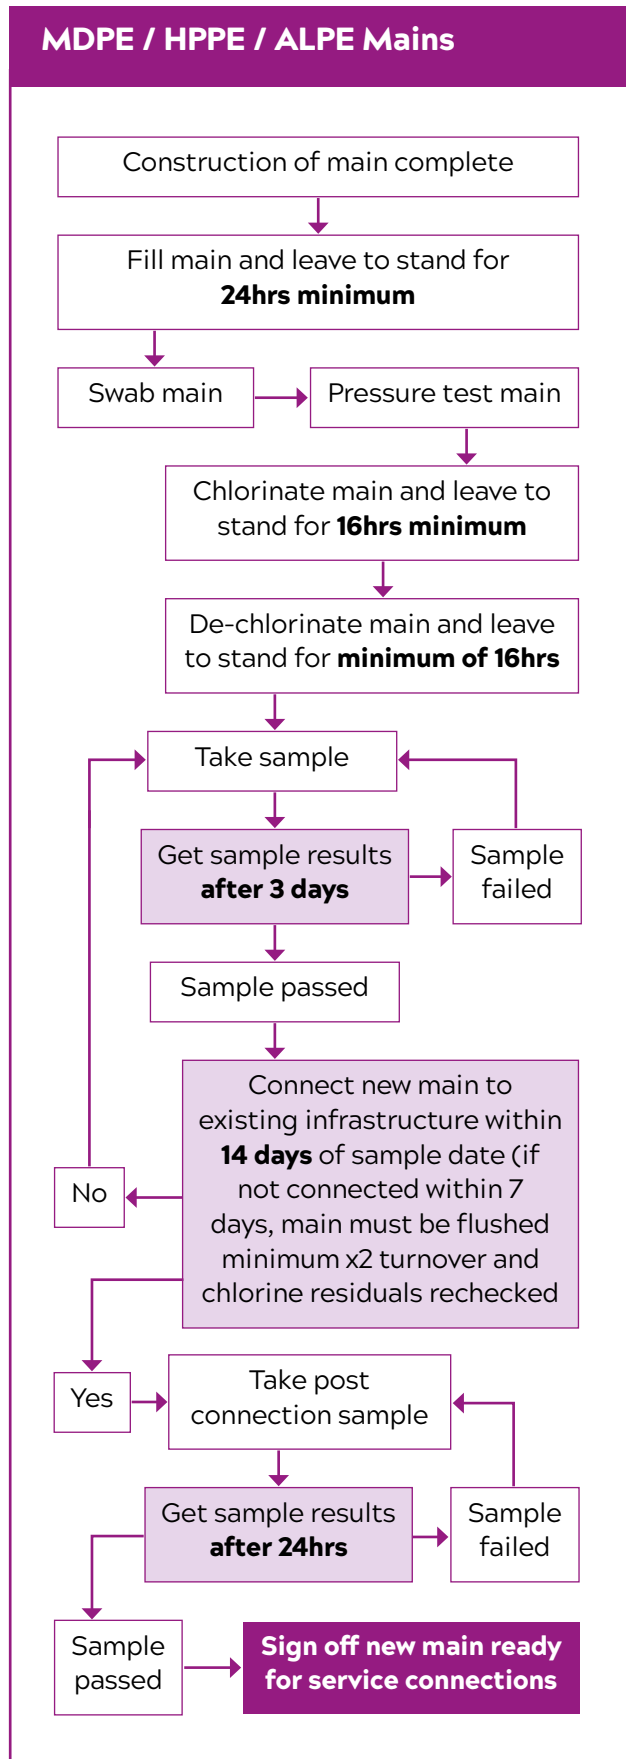 MDPE / HPPE / ALPE Mains
Construction of main complete
Fill main and leave to stand for
24hrs minimum
Swab main
Pressure test main
Chlorinate main and leave to
stand for 16hrs minimum
De-chlorinate main and leave
to stand for minimum of 16hrs
Take sample
Get sample results
after 3 days
Sample
failed
Sample passed
Connect new main to
existing infrastructure within
14 days of sample date (if
not connected within 7
days, main must be flushed
minimum x2 turnover and
chlorine residuals rechecked
No
Yes
Take post
connection sample
Get sample results
after 24hrs
Sample
failed
Sample
passed
Sign off new main ready
for service connections